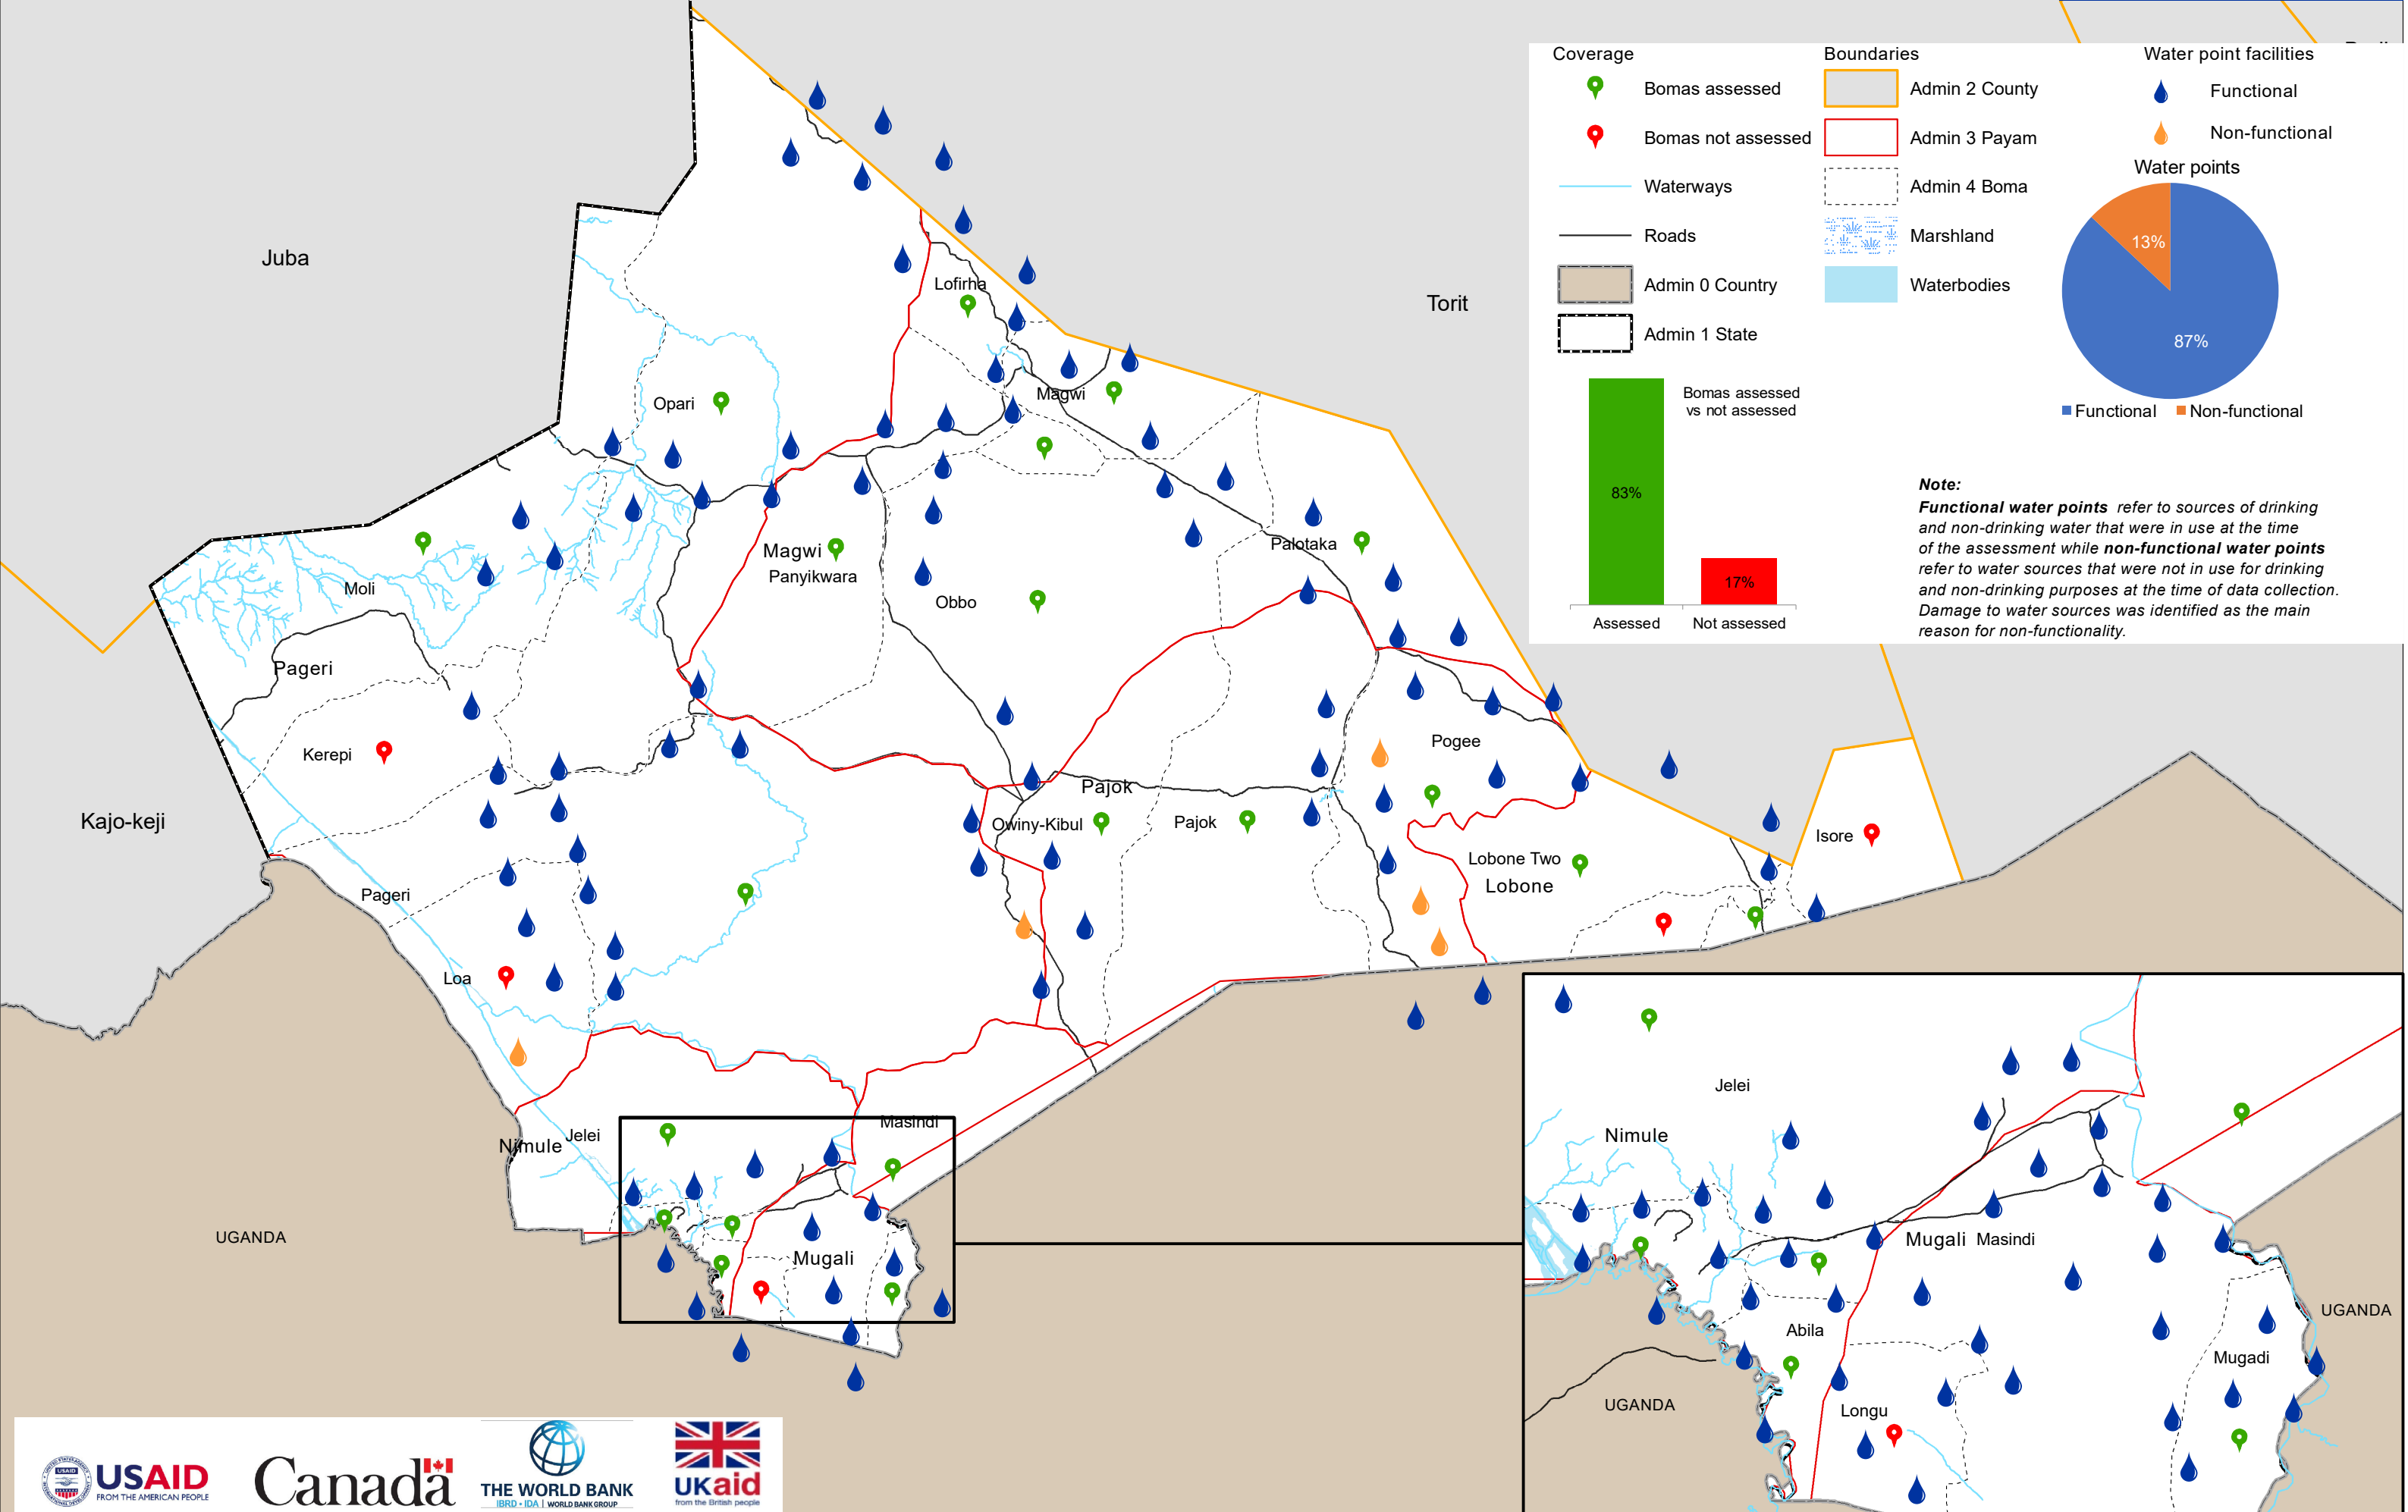 Coverage
Bomas assessed
Bomas not assessed
Waterways
Roads
Admin 0 Country
Admin 1 State
Boundaries
Admin 2 County
Admin 3 Payam
Admin 4 Boma
Marshland
Waterbodies
Water point facilities
Functional
Non-functional
Water points
13%
87%
Functional
Non-functional
Bomas assessed
vs not assessed
83%
17%
Assessed
Not assessed
Note:
Functional water points refer to sources of drinking
and non-drinking water that were in use at the time
of the assessment while non-functional water points
refer to water sources that were not in use for drinking
and non-drinking purposes at the time of data collection.
Damage to water sources was identified as the main
reason for non-functionality.
Juba
Torit
Lofirha
Magwi
Opari
Magwi
Panyikwara
Palotaka
Moli
Obbo
Pageri
Kerepi
Pogee
Kajo-keji
Pajok
Owiny-Kibul
Pajok
Isore
Lobone Two
Lobone
Pageri
Loa
Masindi
Nimule
Jelei
UGANDA
Mugali
Jelei
Nimule
Mugali
Masindi
UGANDA
Abila
Mugadi
UGANDA
Longu
USAID
FROM THE AMERICAN PEOPLE
Canada
THE WORLD BANK
IBRD • IDA | WORLD BANK GROUP
UKaid
from the British people